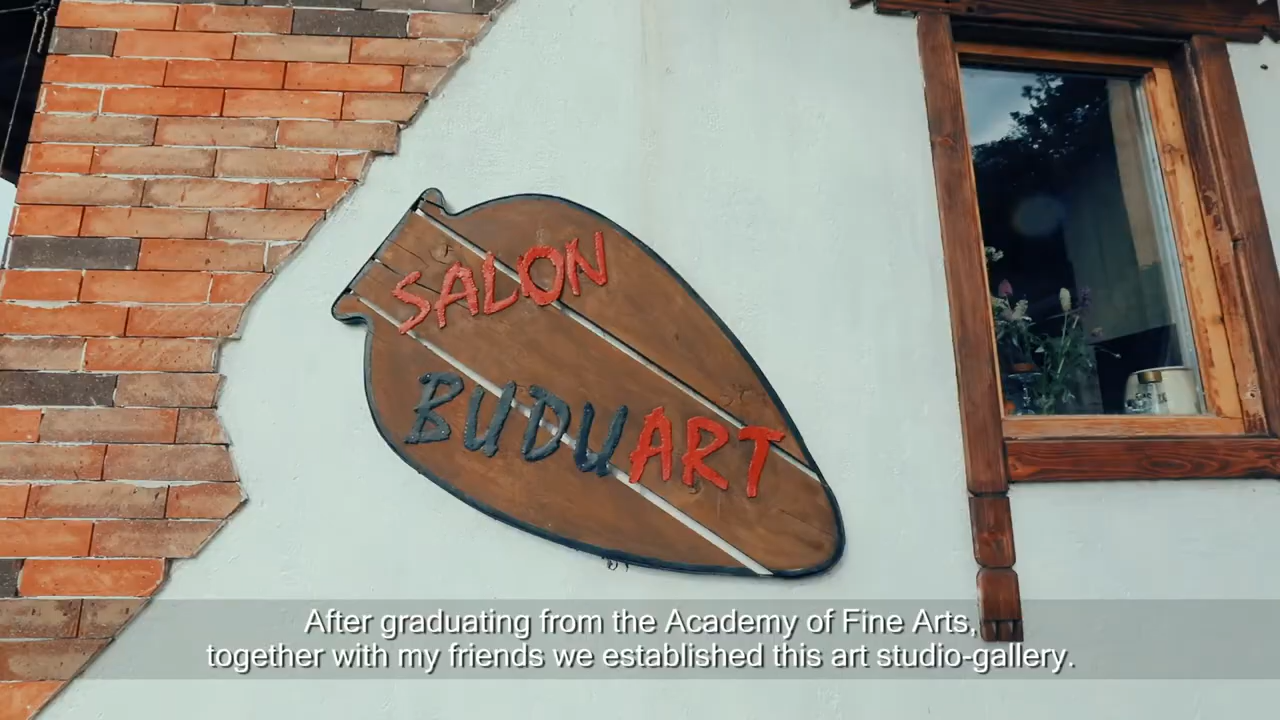 SALON
BUDUART
After graduating from the Academy of Fine Arts,
together with my friends we established this art studio-gallery.